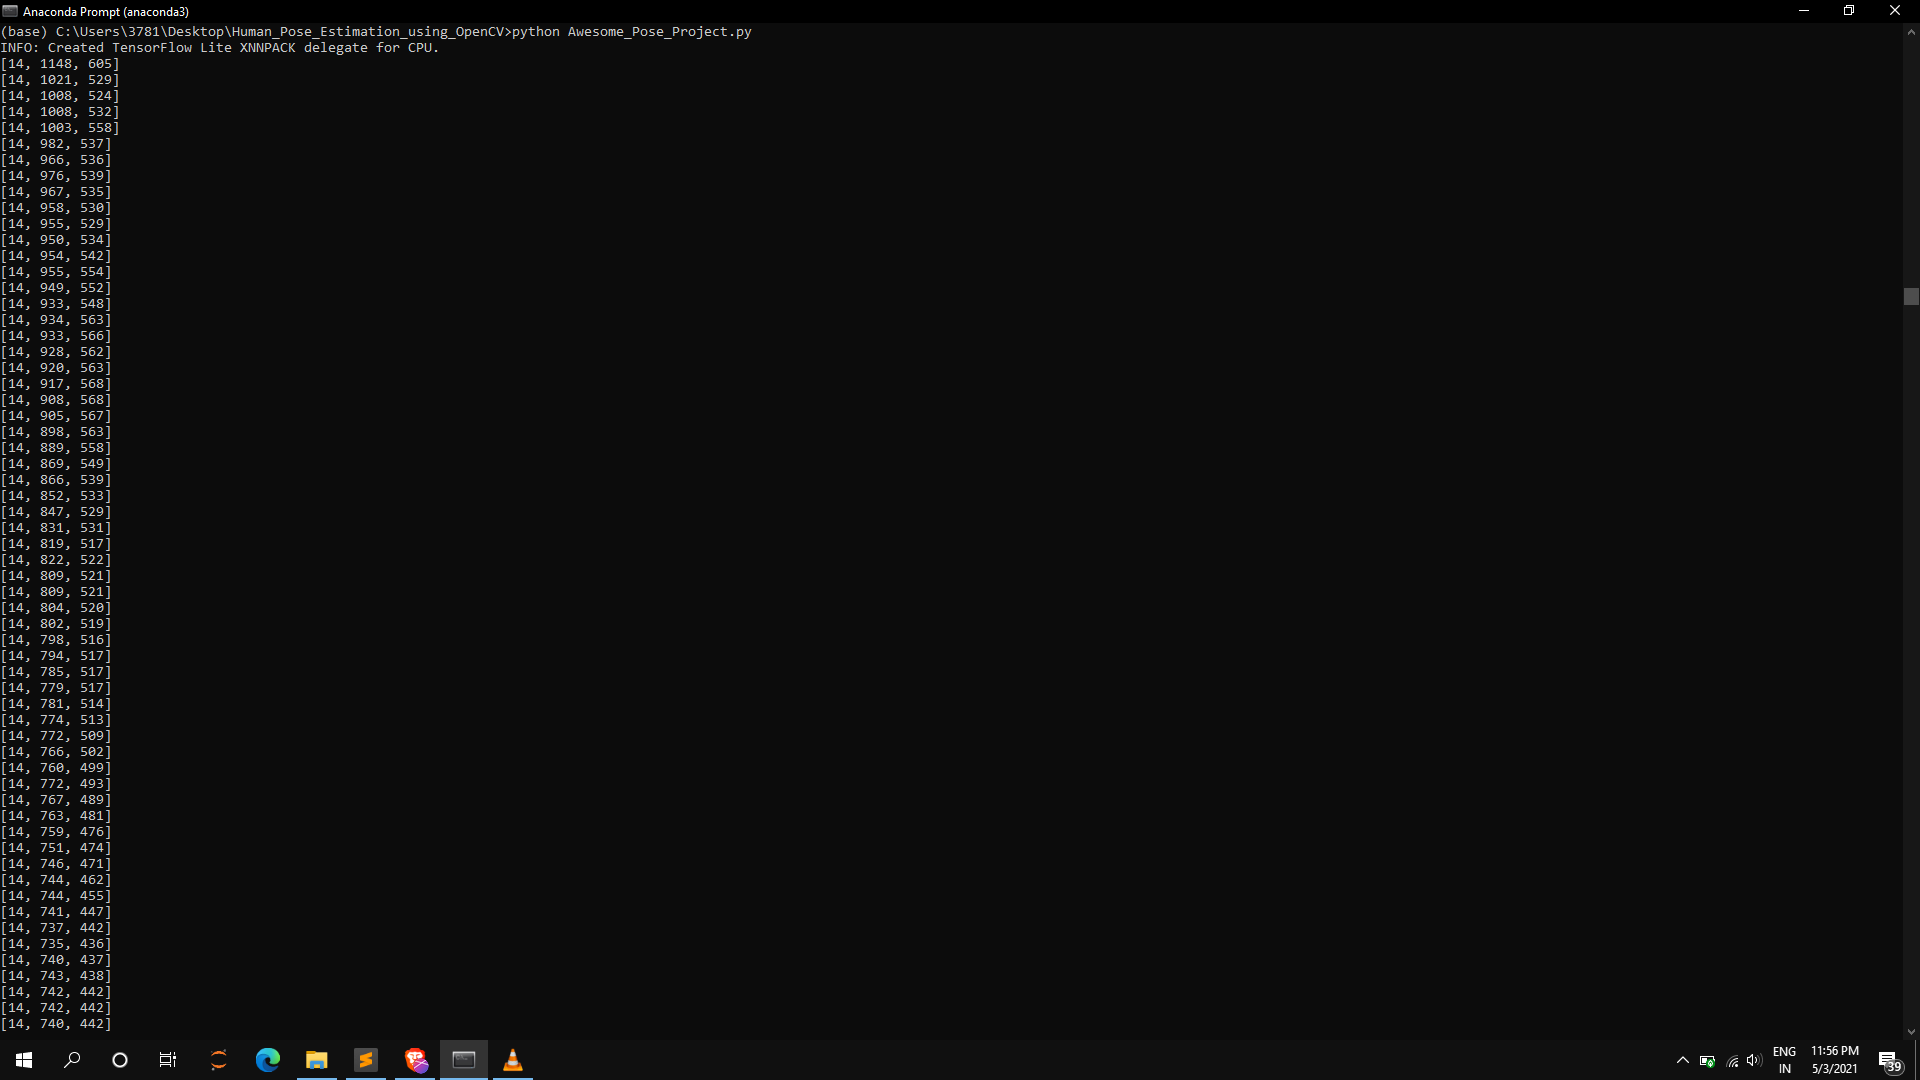 Anaconda Prompt (anaconda3)
(base) C:\Users\3781\Desktop\Human_Pose_Estimation_using_OpenCV>python Awesome_Pose_Project.py
INFO: Created TensorFlow Lite XNNPACK delegate for CPU.
[14, 1148, 605]
[14, 1021, 529]
[14, 1008, 524]
[14, 1008, 532]
[14, 1003, 558]
[14, 982, 537]
[14, 966, 536]
[14, 976, 539]
[14, 967, 535]
[14, 958, 530]
[14, 955, 529]
[14, 950, 534]
[14, 954, 542]
[14, 955, 554]
[14, 949, 552]
[14, 933, 548]
[14, 934, 563]
[14, 933, 566]
[14, 928, 562]
[14, 920, 563]
[14, 917, 568]
[14, 908, 568]
[14, 905, 567]
[14, 898, 563]
[14, 889, 558]
[14, 869, 549]
[14, 866, 539]
[14, 852, 533]
[14, 847, 529]
[14, 831, 531]
[14, 819, 517]
[14, 822, 522]
[14, 809, 521]
[14, 809, 521]
[14, 804, 520]
[14, 802, 519]
[14, 798, 516]
[14, 794, 517]
[14, 785, 517]
[14, 779, 517]
[14, 781, 514]
[14, 774, 513]
[14, 772, 509]
[14, 766, 502]
[14, 760, 499]
[14, 772, 493]
[14, 767, 489]
[14, 763, 481]
[14, 759, 476]
[14, 751, 474]
[14, 746, 471]
[14, 744, 462]
[14, 744, 455]
[14, 741, 447]
[14, 737, 442]
[14, 735, 436]
[14, 740, 437]
[14, 743, 438]
[14, 742, 442]
[14, 742, 442]
[14, 740, 442]
ENG 11:56 PM
IN 5/3/2021 39